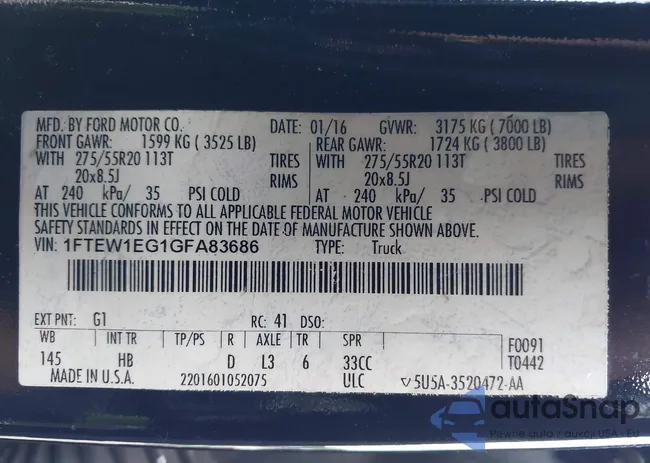 MFD. BY FORD MOTOR CO. DATE: 01/16 GVWR: 3175 KG ( 7000 LB)
FRONT GAWR: 1599 KG ( 3525 LB) REAR GAWR: 1724 KG ( 3800 LB)
WITH 275/55R20 113T TIRES WITH 275/55R20 113T TIRES
20x8.5J RIMS 20x8.5J RIMS
AT 240 kPa/ 35 PSI COLD AT 240 kPa/ 35 PSI COLD
THIS VEHICLE CONFORMS TO ALL APPLICABLE FEDERAL MOTOR VEHICLE
SAFETY STANDARDS IN EFFECT ON THE DATE OF MANUFACTURE SHOWN ABOVE.
VIN: 1FTEW1EG1GFA83686 TYPE: Truck
EXT PNT: G1 RC: 41 DSO:
WB INT TR TP/PS R AXLE TR SPR F0091
145 HB D L3 6 33CC T0442
MADE IN U.S.A. 2201601052075 ULC ▽ 5U5A-3520472-AA
autaSnap
Pewne auta z aukcji USA - EU